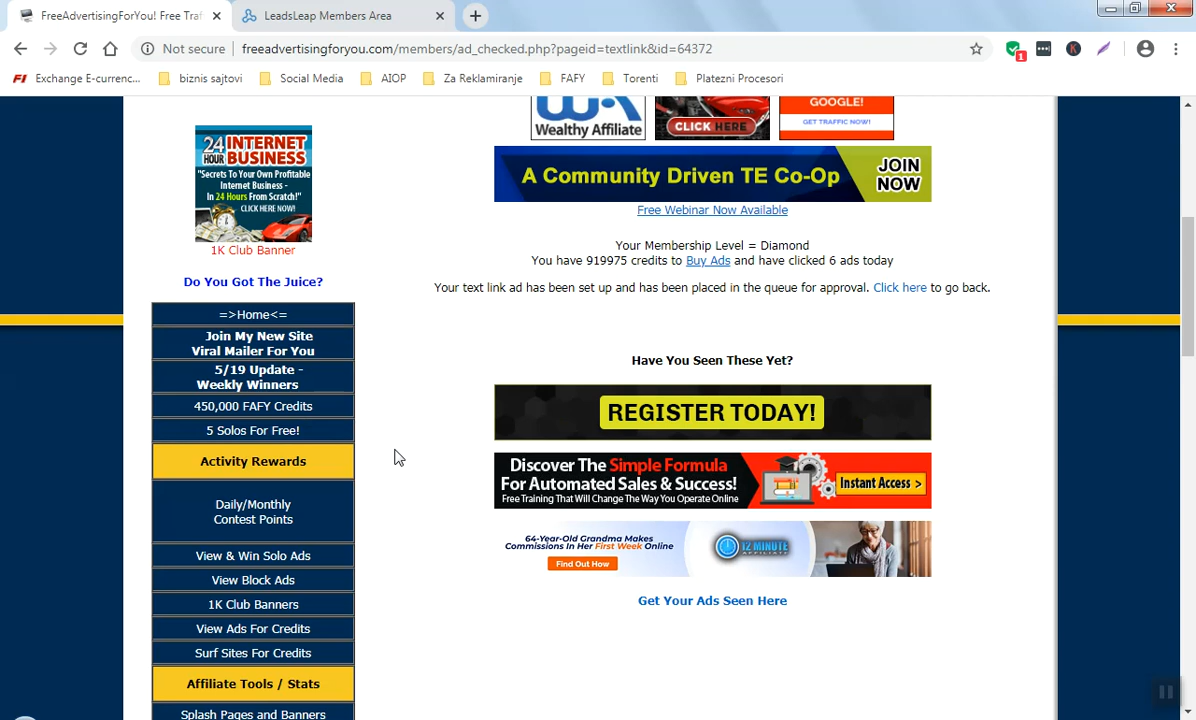 FreeAdvertisingForYou! Free Traf
LeadsLeap Members Area
Not secure
freeadvertisingforyou.com/members/ad_checked.php?pageid=textlink&id=64372
1
K
FI Exchange E-currenc...
biznis sajtovi
Social Media
AIOP
Za Reklamiranje
FAFY
Torenti
Platezni Procesori
24 HOUR
INTERNET
BUSINESS
"Secrets To Your Own Profitable
Internet Business -
In 24 Hours From Scratch!"
CLICK HERE NOW!
1K Club Banner
Do You Got The Juice?
=>Home<=
Join My New Site
Viral Mailer For You
5/19 Update -
Weekly Winners
450,000 FAFY Credits
5 Solos For Free!
Activity Rewards
Daily/Monthly
Contest Points
View & Win Solo Ads
View Block Ads
1K Club Banners
View Ads For Credits
Surf Sites For Credits
Affiliate Tools / Stats
Splash Pages and Banners
WA
Wealthy Affiliate
CLICK HERE
GOOGLE!
GET TRAFFIC NOW!
A Community Driven TE Co-Op
JOIN
NOW
Free Webinar Now Available
Your Membership Level = Diamond
You have 919975 credits to Buy Ads and have clicked 6 ads today
Your text link ad has been set up and has been placed in the queue for approval. Click here to go back.
Have You Seen These Yet?
REGISTER TODAY!
Discover The Simple Formula
For Automated Sales & Success!
Free Training That Will Change The Way You Operate Online
Instant Access >
64-Year-Old Grandma Makes
Commissions In Her First Week Online
Find Out How
12 MINUTE
AFFILIATE
Get Your Ads Seen Here